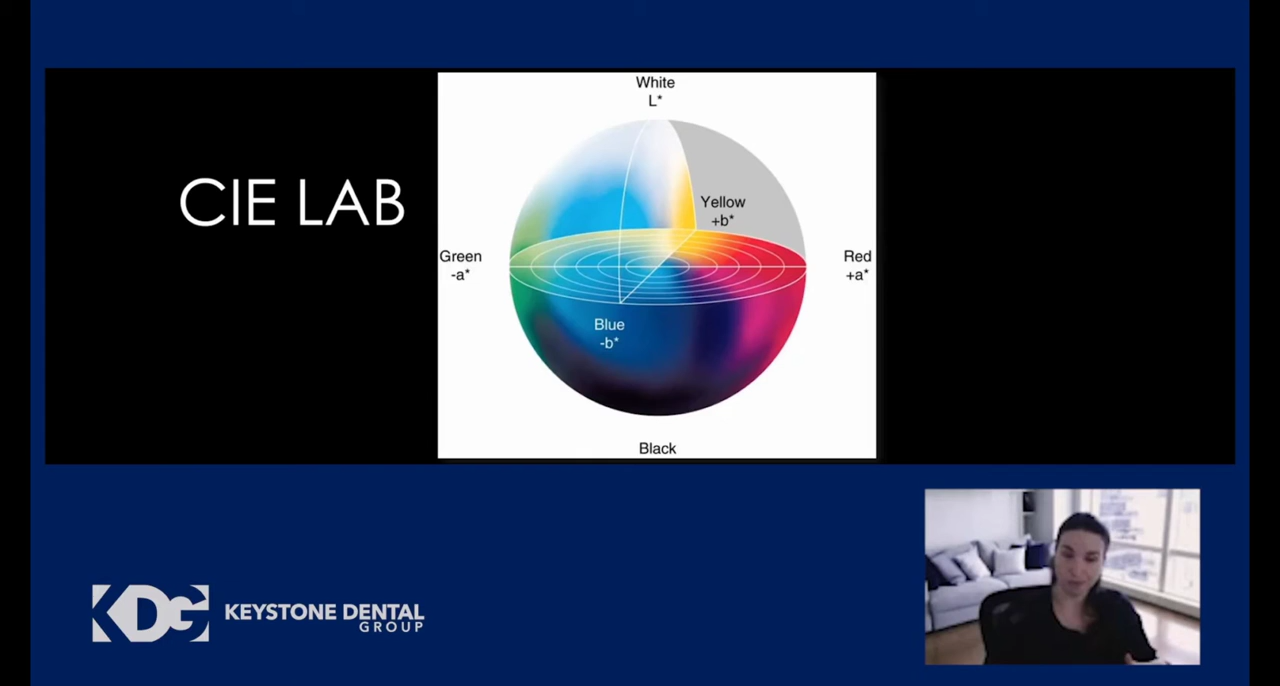 CIE LAB
White
L*
Yellow
+b*
Green
-a*
Red
+a*
Blue
-b*
Black
KDG
KEYSTONE DENTAL
GROUP